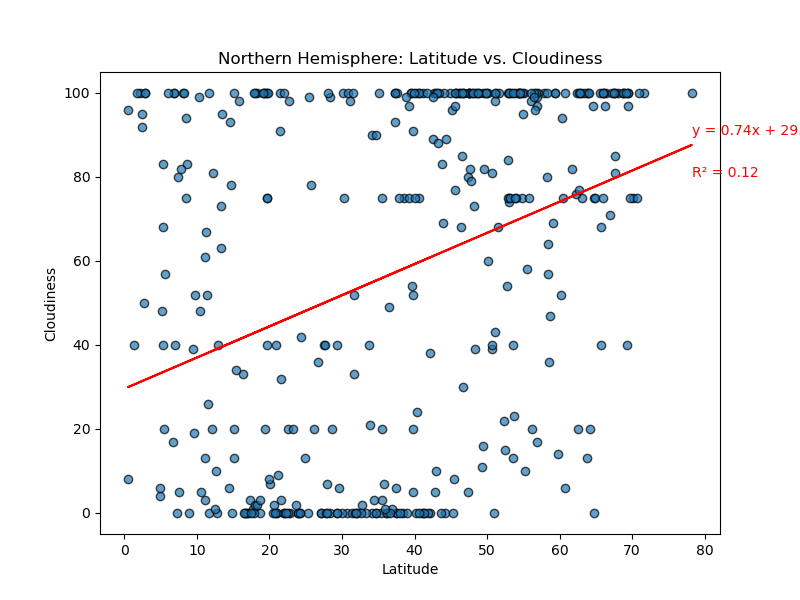 Northern Hemisphere: Latitude vs. Cloudiness
100
80
60
40
20
0
Cloudiness
y = 0.74x + 29.
R² = 0.12
0 10 20 30 40 50 60 70 80
Latitude